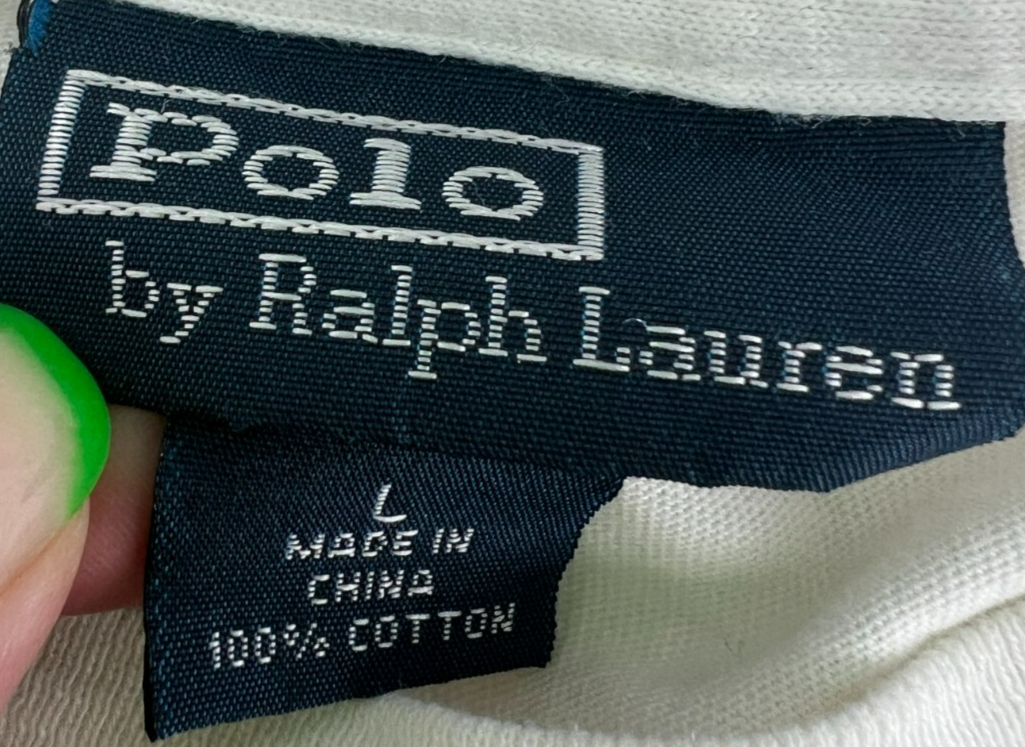 Polo
by Ralph Lauren
L
MADE IN
CHINA
100% COTTON